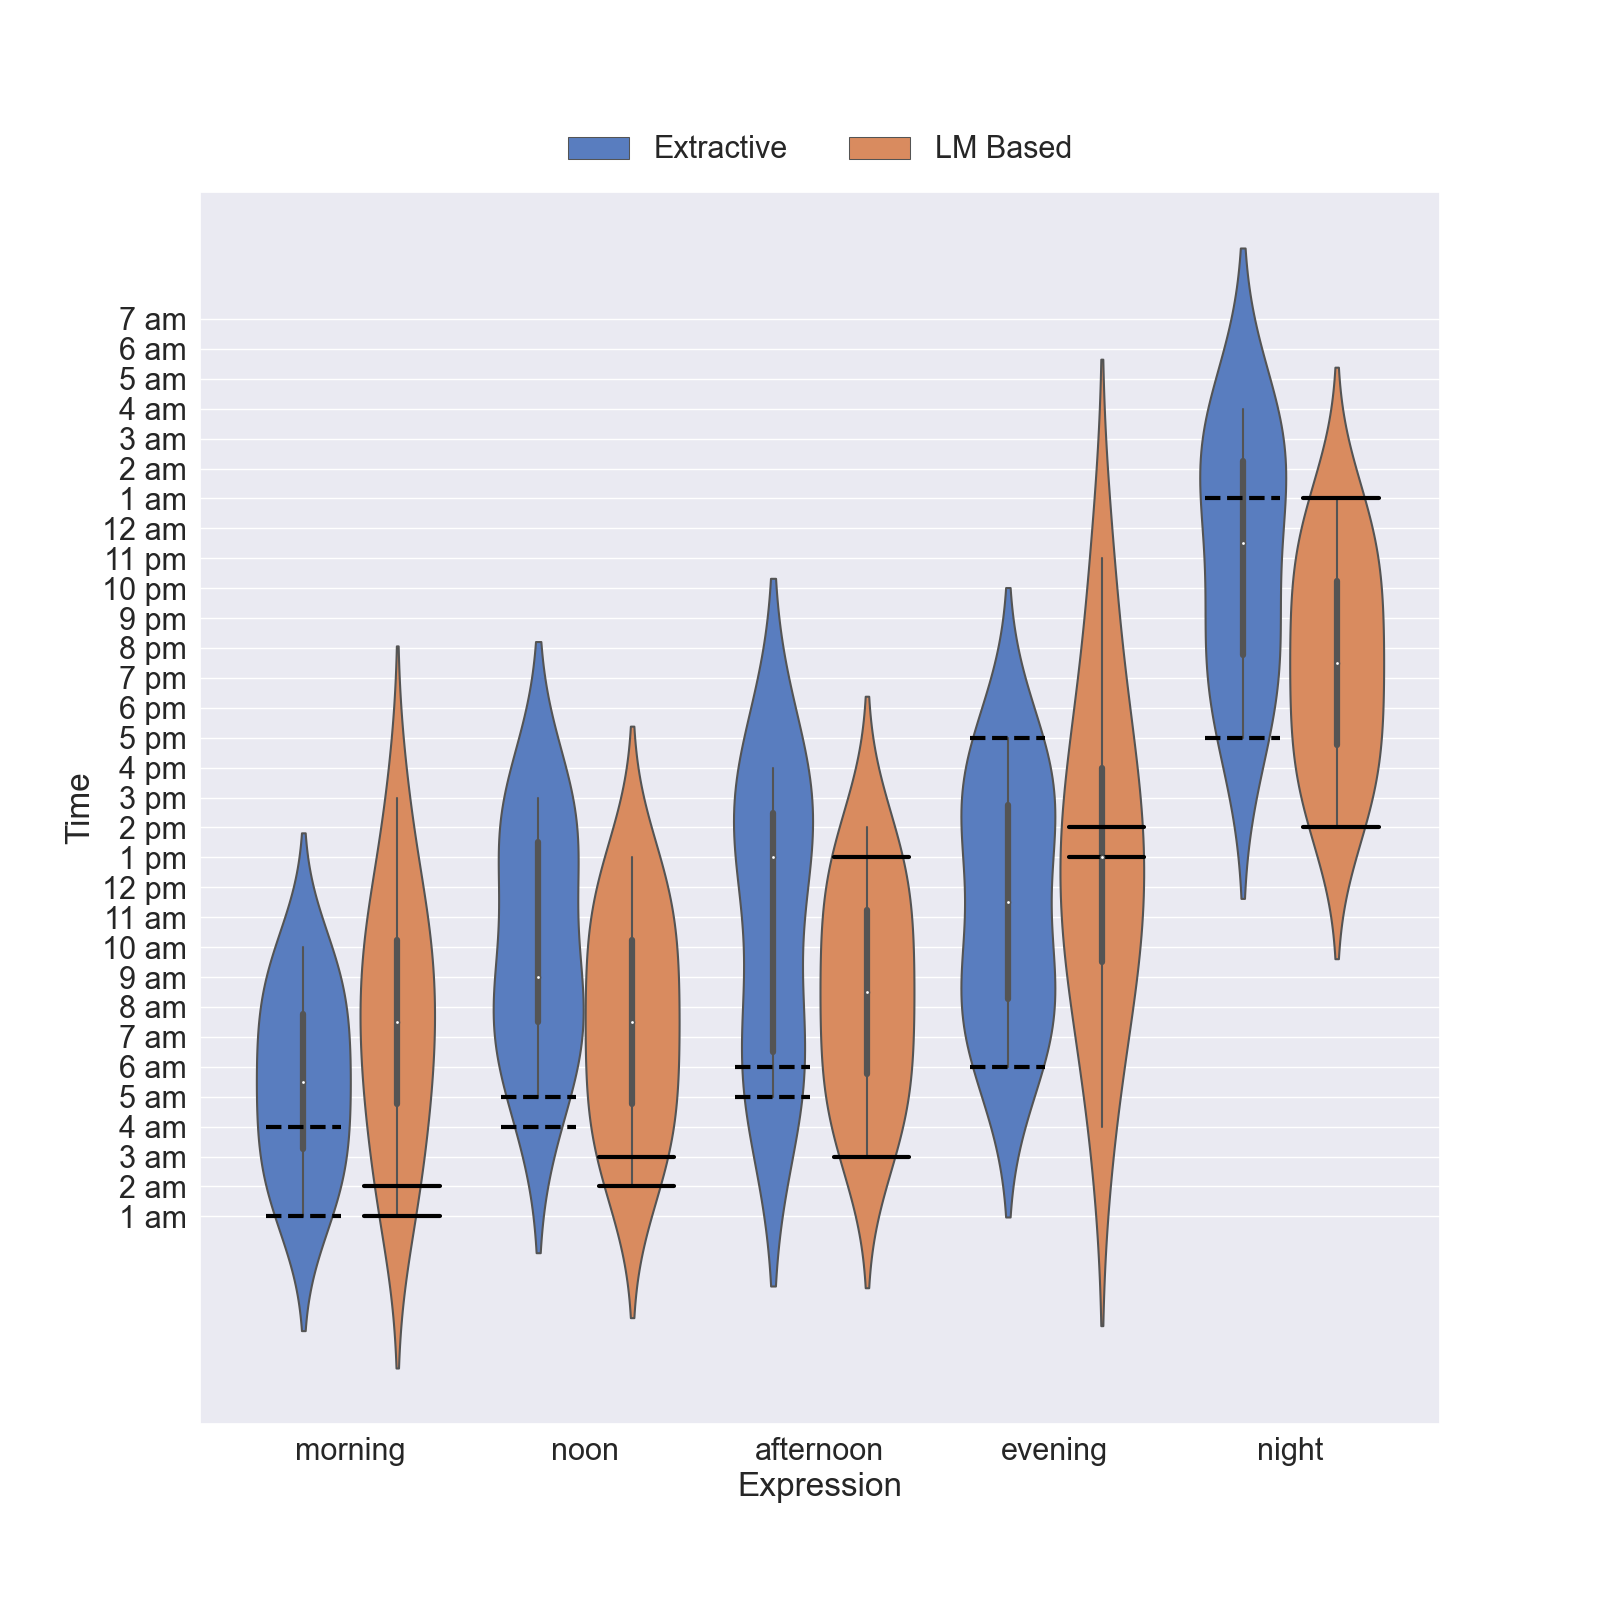 Extractive LM Based
7 am
6 am
5 am
4 am
3 am
2 am
1 am
12 am
11 pm
10 pm
9 pm
8 pm
7 pm
6 pm
5 pm
4 pm
3 pm
2 pm
1 pm
12 pm
11 am
10 am
9 am
8 am
7 am
6 am
5 am
4 am
3 am
2 am
1 am
Time
morning noon afternoon evening night
Expression